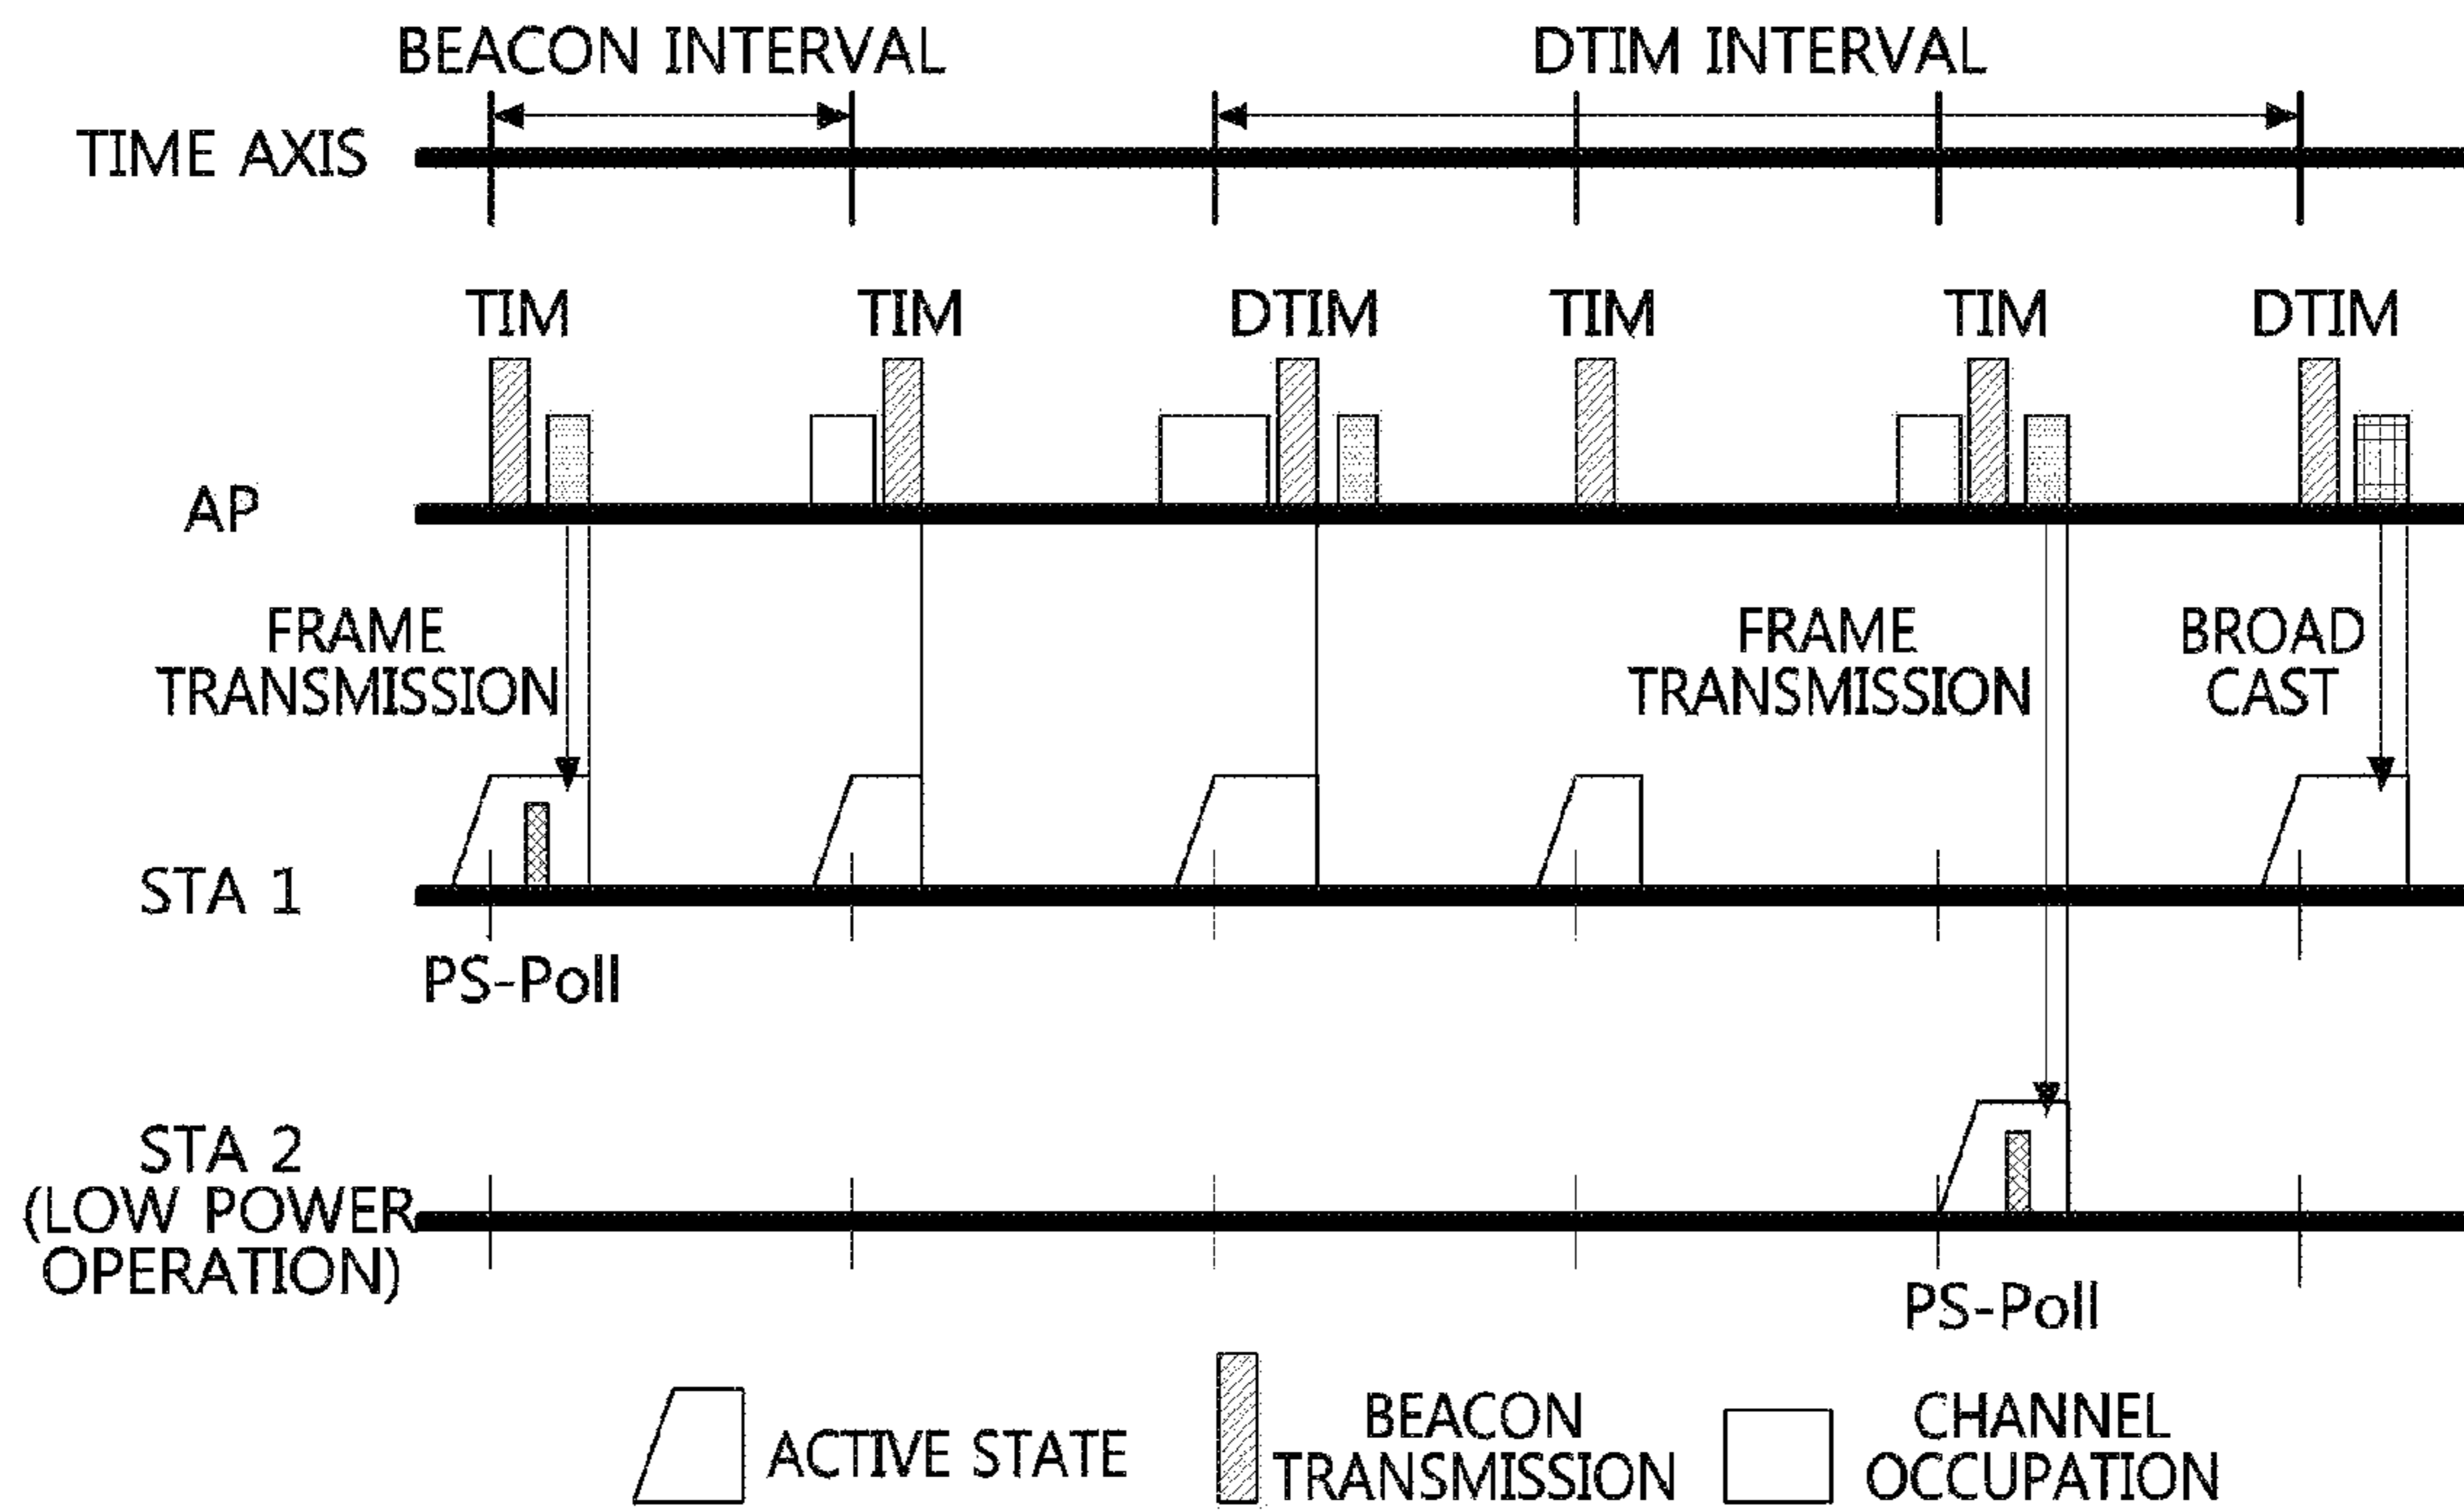 BEACON INTERVAL
DTIM INTERVAL
TIME AXIS
TIM
TIM
DTIM
TIM
TIM
DTIM
AP
FRAME
TRANSMISSION
FRAME
TRANSMISSION
BROAD
CAST
STA 1
PS-Poll
STA 2
(LOW POWER
OPERATION)
PS-Poll
ACTIVE STATE
BEACON
TRANSMISSION
CHANNEL
OCCUPATION